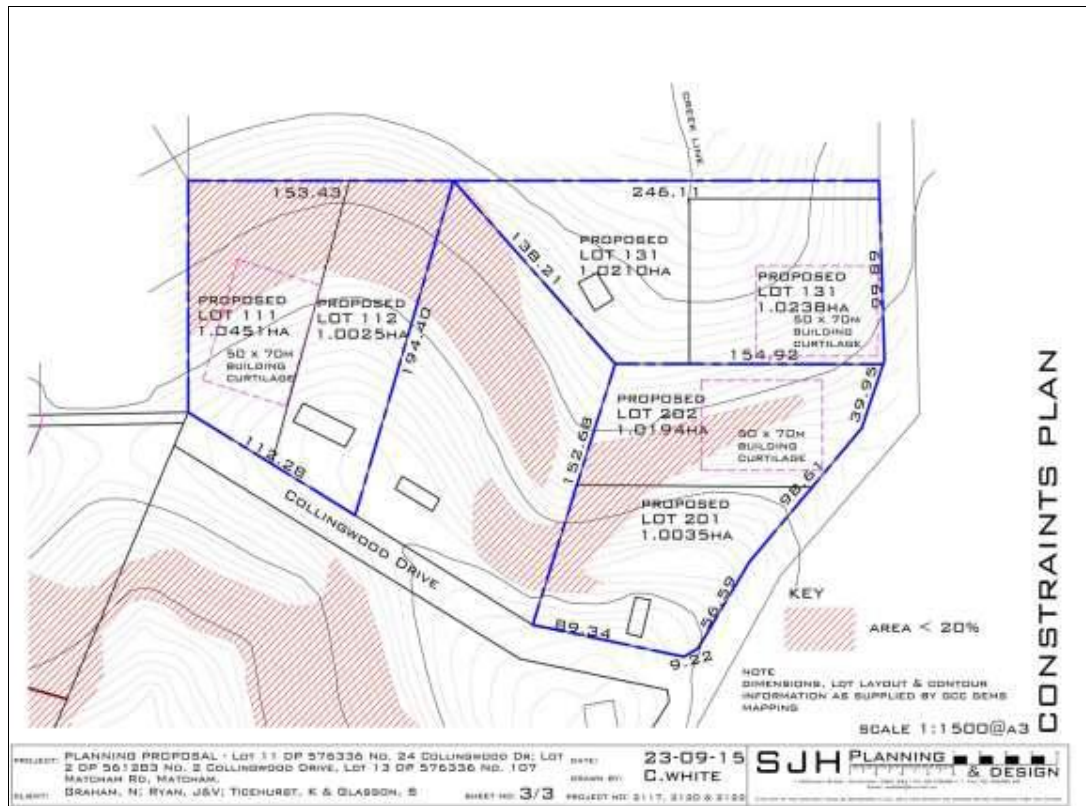 CREEK LINE
153.43
246.11
138.21
PROPOSED
LOT 131
1.0210HA
99.89
PROPOSED
LOT 131
1.0238HA
50 X 70M
BUILDING
CURTILAGE
PROPOSED
LOT 111
1.0451HA
50 X 70M
BUILDING
CURTILAGE
PROPOSED
LOT 112
1.0025HA
194.40
154.92
39.95
PROPOSED
LOT 202
1.0194HA
50 X 70M
BUILDING
CURTILAGE
152.68
98.61
112.28
COLLINGWOOD DRIVE
PROPOSED
LOT 201
1.0035HA
56.59
89.34
9.22
KEY
AREA < 20%
NOTE
DIMENSIONS, LOT LAYOUT & CONTOUR
INFORMATION AS SUPPLIED BY GCC GEMS
MAPPING
SCALE 1:1500@A3
CONSTRAINTS PLAN
PROJECT: PLANNING PROPOSAL - LOT 11 DP 576336 NO. 24 COLLINGWOOD DR; LOT
2 DP 561283 NO. 2 COLLINGWOOD DRIVE, LOT 13 DP 576336 NO. 107
MATCHAM RD, MATCHAM.
CLIENT: GRAHAM, N; RYAN, J&V; TICEHURST, K & GLASSON, S
SHEET NO: 3/3
DATE: 23-09-15
DRAWN BY: C.WHITE
PROJECT NO: 2117, 2120 & 2122
SJH PLANNING
& DESIGN